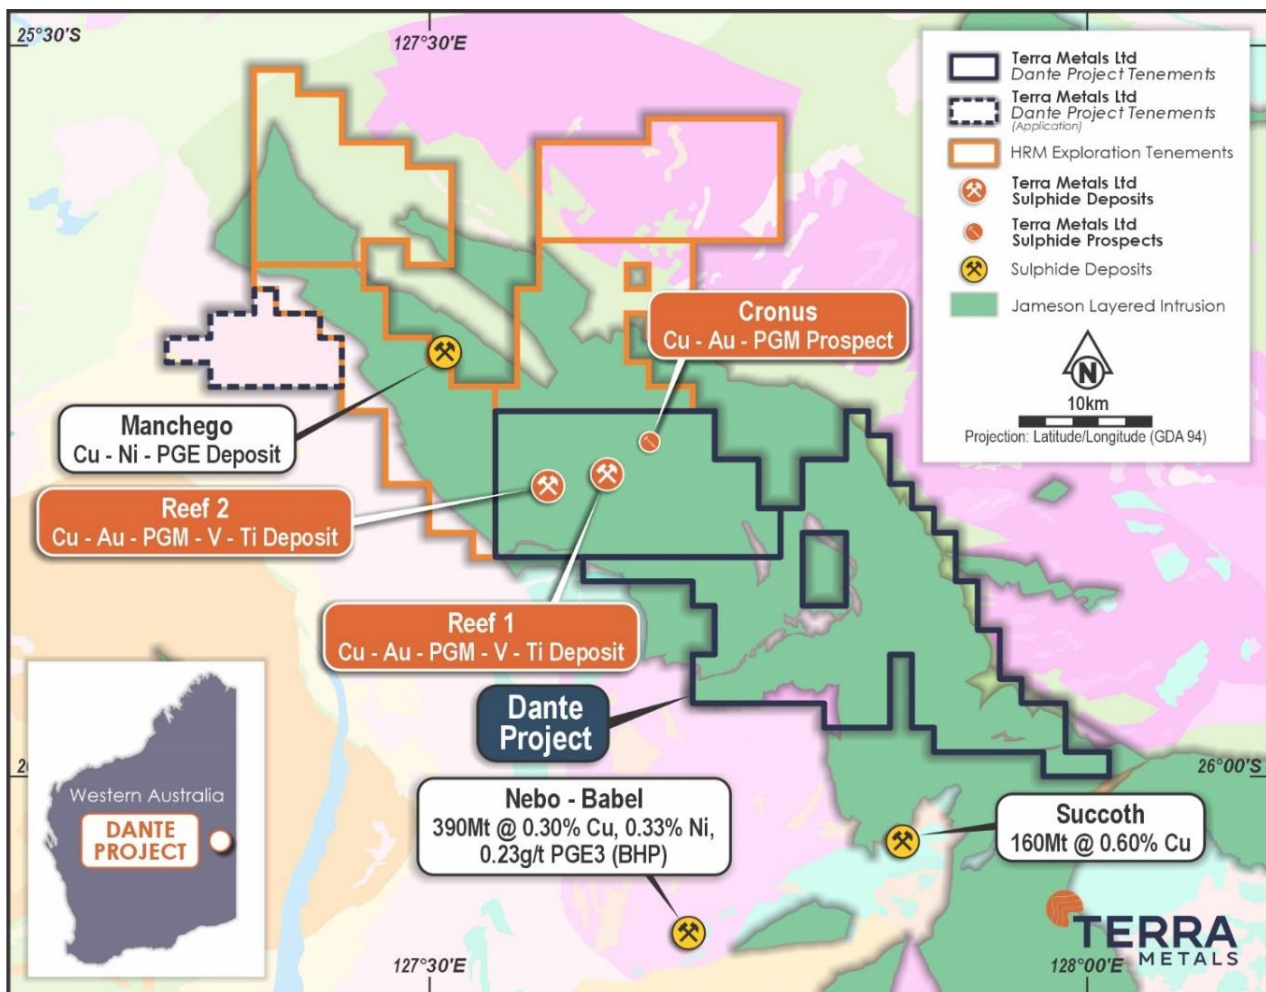 25°30'S
127°30'E
Terra Metals Ltd
Dante Project Tenements
Terra Metals Ltd
Dante Project Tenements
(Application)
HRM Exploration Tenements
Terra Metals Ltd
Sulphide Deposits
Terra Metals Ltd
Sulphide Prospects
Sulphide Deposits
Jameson Layered Intrusion
N
10km
Projection: Latitude/Longitude (GDA 94)
Cronus
Cu - Au - PGM Prospect
Manchego
Cu - Ni - PGE Deposit
Reef 2
Cu - Au - PGM - V - Ti Deposit
Reef 1
Cu - Au - PGM - V - Ti Deposit
Dante
Project
Western Australia
DANTE
PROJECT
26°00'S
Nebo - Babel
390Mt @ 0.30% Cu, 0.33% Ni,
0.23g/t PGE3 (BHP)
Succoth
160Mt @ 0.60% Cu
TERRA
METALS
127°30'E
128°00'E